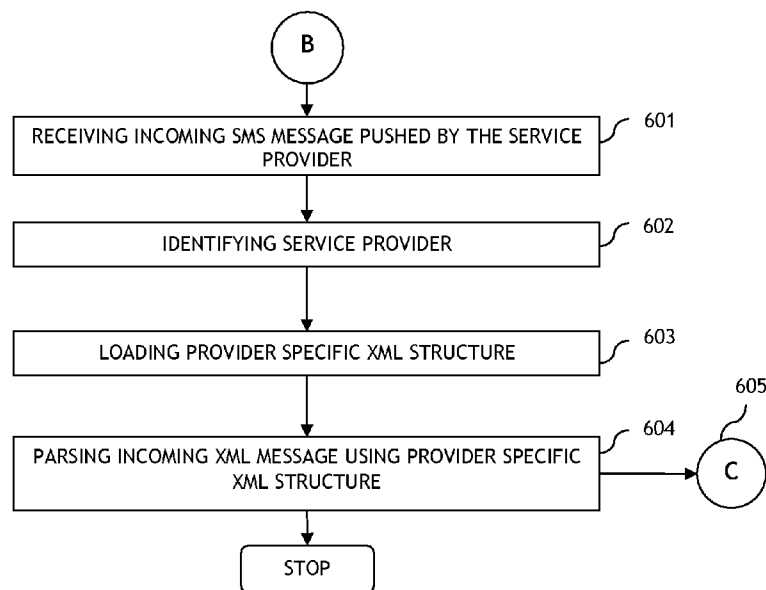 B
RECEIVING INCOMING SMS MESSAGE PUSHED BY THE SERVICE
PROVIDER
601
IDENTIFYING SERVICE PROVIDER
602
LOADING PROVIDER SPECIFIC XML STRUCTURE
603
PARSING INCOMING XML MESSAGE USING PROVIDER SPECIFIC
XML STRUCTURE
604
605
C
STOP